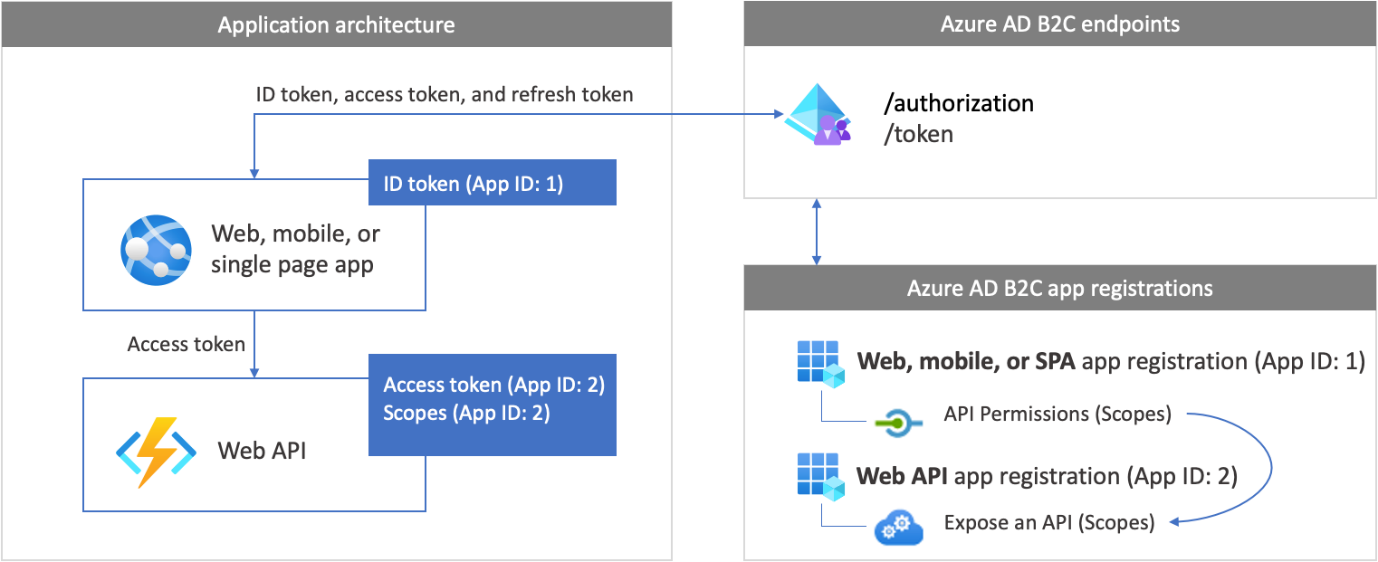 Application architecture
ID token, access token, and refresh token
ID token (App ID: 1)
Web, mobile, or
single page app
Access token
Access token (App ID: 2)
Scopes (App ID: 2)
Web API
Azure AD B2C endpoints
/authorization
/token
Azure AD B2C app registrations
Web, mobile, or SPA app registration (App ID: 1)
API Permissions (Scopes)
Web API app registration (App ID: 2)
Expose an API (Scopes)